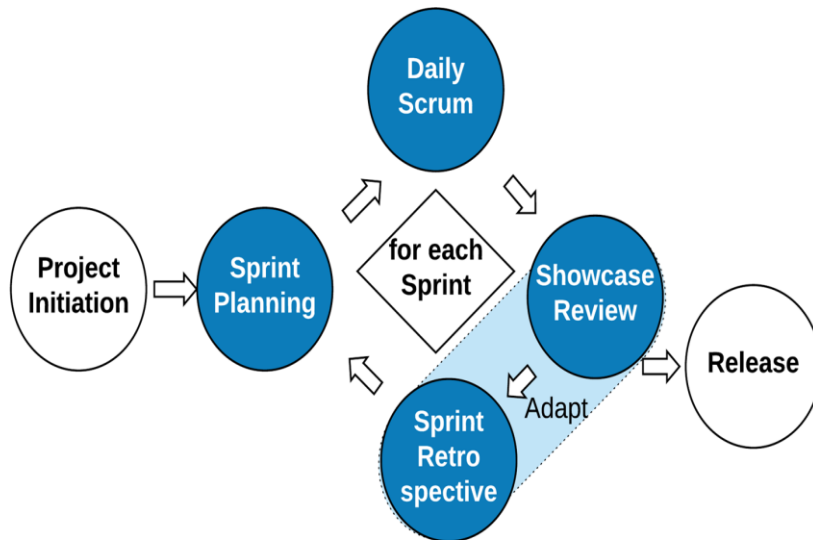 Daily
Scrum
Project
Initiation
Sprint
Planning
for each
Sprint
Showcase
Review
Release
Adapt
Sprint
Retro
spective